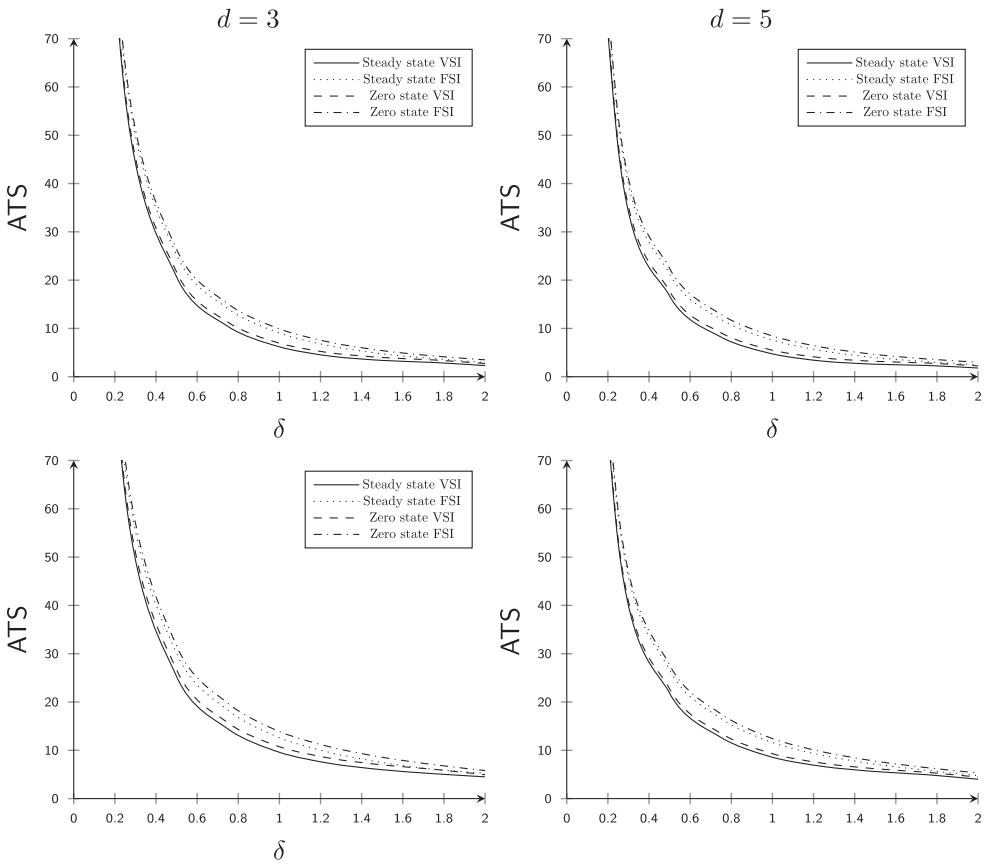 d = 3
70
60
50
40
30
20
10
0
ATS
Steady state VSI
Steady state FSI
Zero state VSI
Zero state FSI
0 0.2 0.4 0.6 0.8 1 1.2 1.4 1.6 1.8 2
δ
d = 5
70
60
50
40
30
20
10
0
ATS
Steady state VSI
Steady state FSI
Zero state VSI
Zero state FSI
0 0.2 0.4 0.6 0.8 1 1.2 1.4 1.6 1.8 2
δ
70
60
50
40
30
20
10
0
ATS
Steady state VSI
Steady state FSI
Zero state VSI
Zero state FSI
0 0.2 0.4 0.6 0.8 1 1.2 1.4 1.6 1.8 2
δ
70
60
50
40
30
20
10
0
ATS
0 0.2 0.4 0.6 0.8 1 1.2 1.4 1.6 1.8 2